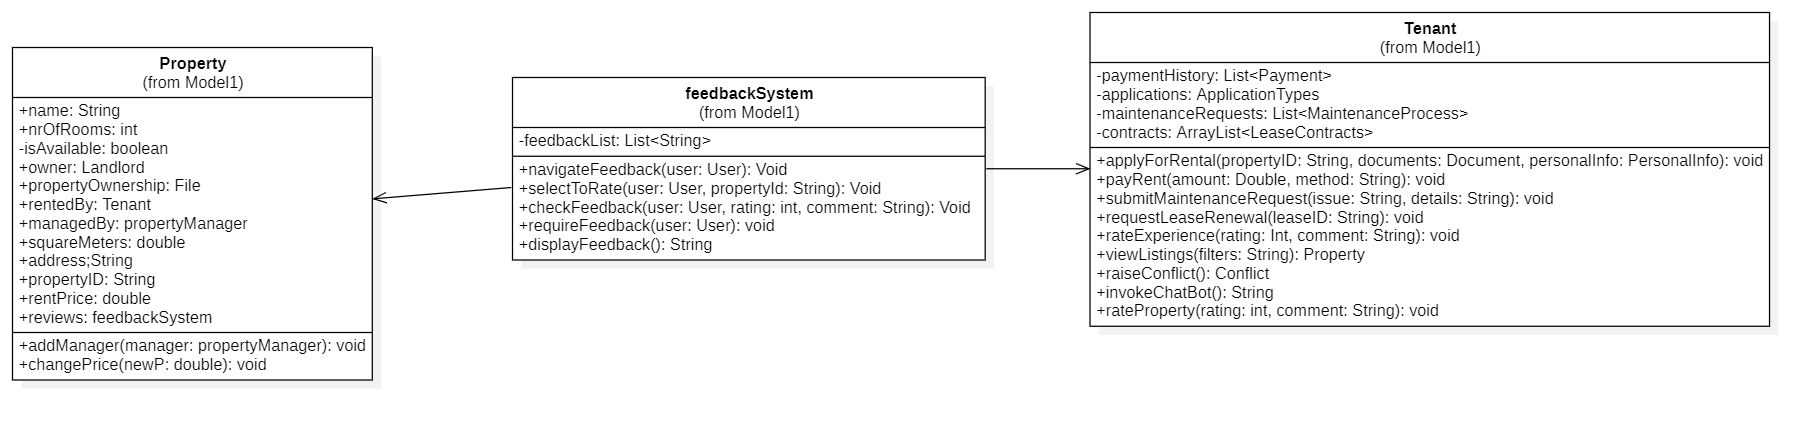 Property
(from Model1)
+name: String
+nrOfRooms: int
-isAvailable: boolean
+owner: Landlord
+propertyOwnership: File
+rentedBy: Tenant
+managedBy: propertyManager
+squareMeters: double
+address;String
+propertyID: String
+rentPrice: double
+reviews: feedbackSystem
+addManager(manager: propertyManager): void
+changePrice(newP: double): void
feedbackSystem
(from Model1)
-feedbackList: List<String>
+navigateFeedback(user: User): Void
+selectToRate(user: User, propertyId: String): Void
+checkFeedback(user: User, rating: int, comment: String): Void
+requireFeedback(user: User): void
+displayFeedback(): String
Tenant
(from Model1)
-paymentHistory: List<Payment>
-applications: ApplicationTypes
-maintenanceRequests: List<MaintenanceProcess>
-contracts: ArrayList<LeaseContracts>
+applyForRental(propertyID: String, documents: Document, personalInfo: PersonalInfo): void
+payRent(amount: Double, method: String): void
+submitMaintenanceRequest(issue: String, details: String): void
+requestLeaseRenewal(leaseID: String): void
+rateExperience(rating: Int, comment: String): void
+viewListings(filters: String): Property
+raiseConflict(): Conflict
+invokeChatBot(): String
+rateProperty(rating: int, comment: String): void